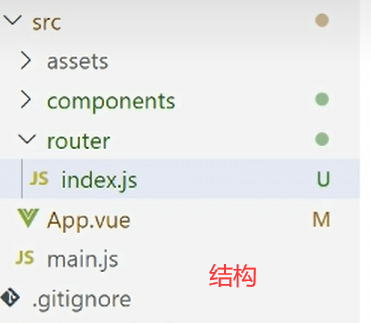 src
assets
components
router
JS index.js U
App.vue M
JS main.js
结构
.gitignore